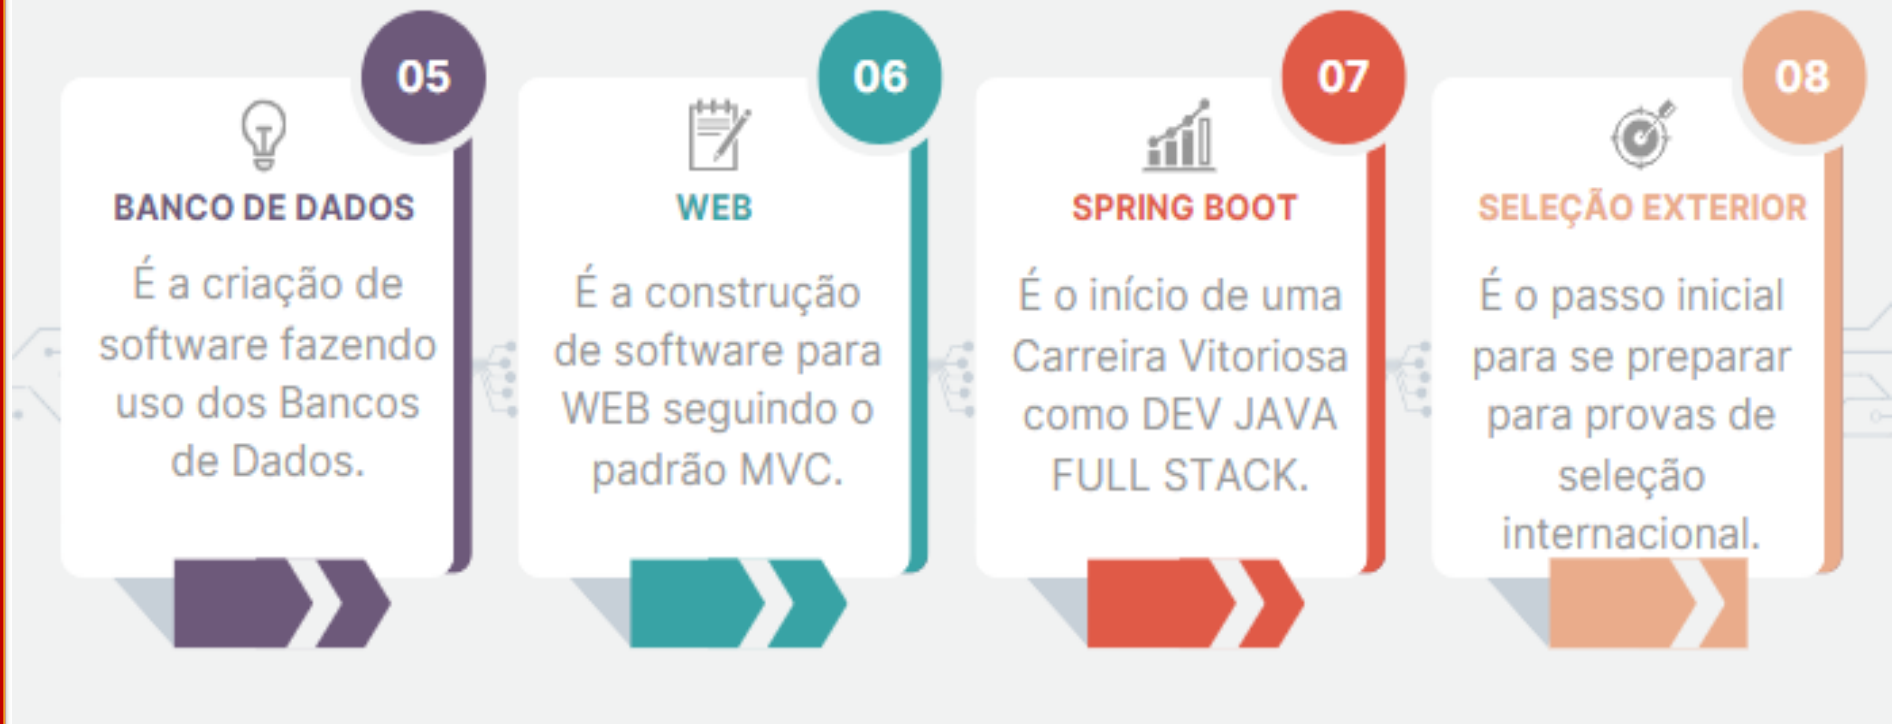 05
BANCO DE DADOS
É a criação de
software fazendo
uso dos Bancos
de Dados.
06
WEB
É a construção
de software para
WEB seguindo o
padrão MVC.
07
SPRING BOOT
É o início de uma
Carreira Vitoriosa
como DEV JAVA
FULL STACK.
08
SELEÇÃO EXTERIOR
É o passo inicial
para se preparar
para provas de
seleção
internacional.